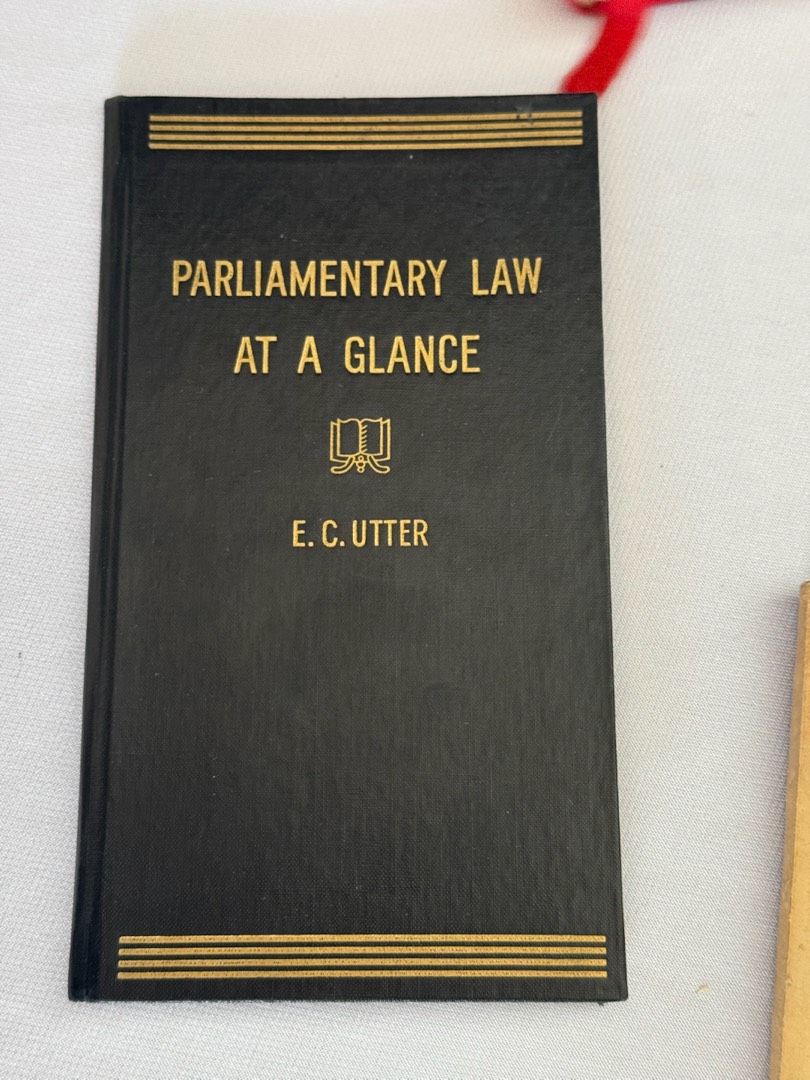 PARLIAMENTARY LAW
AT A GLANCE
E. C. UTTER